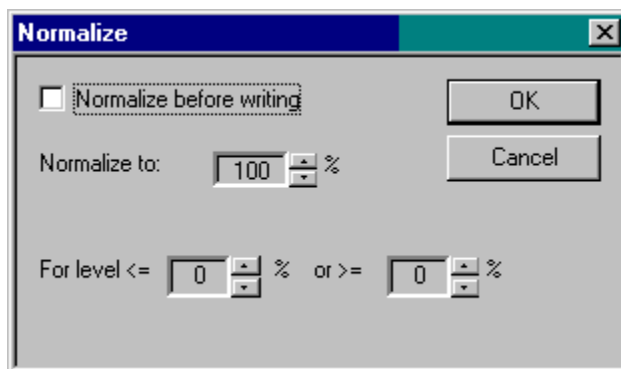 Normalize
Normalize before writing
OK
Normalize to: 100 %
Cancel
For level <= 0 % or >= 0 %